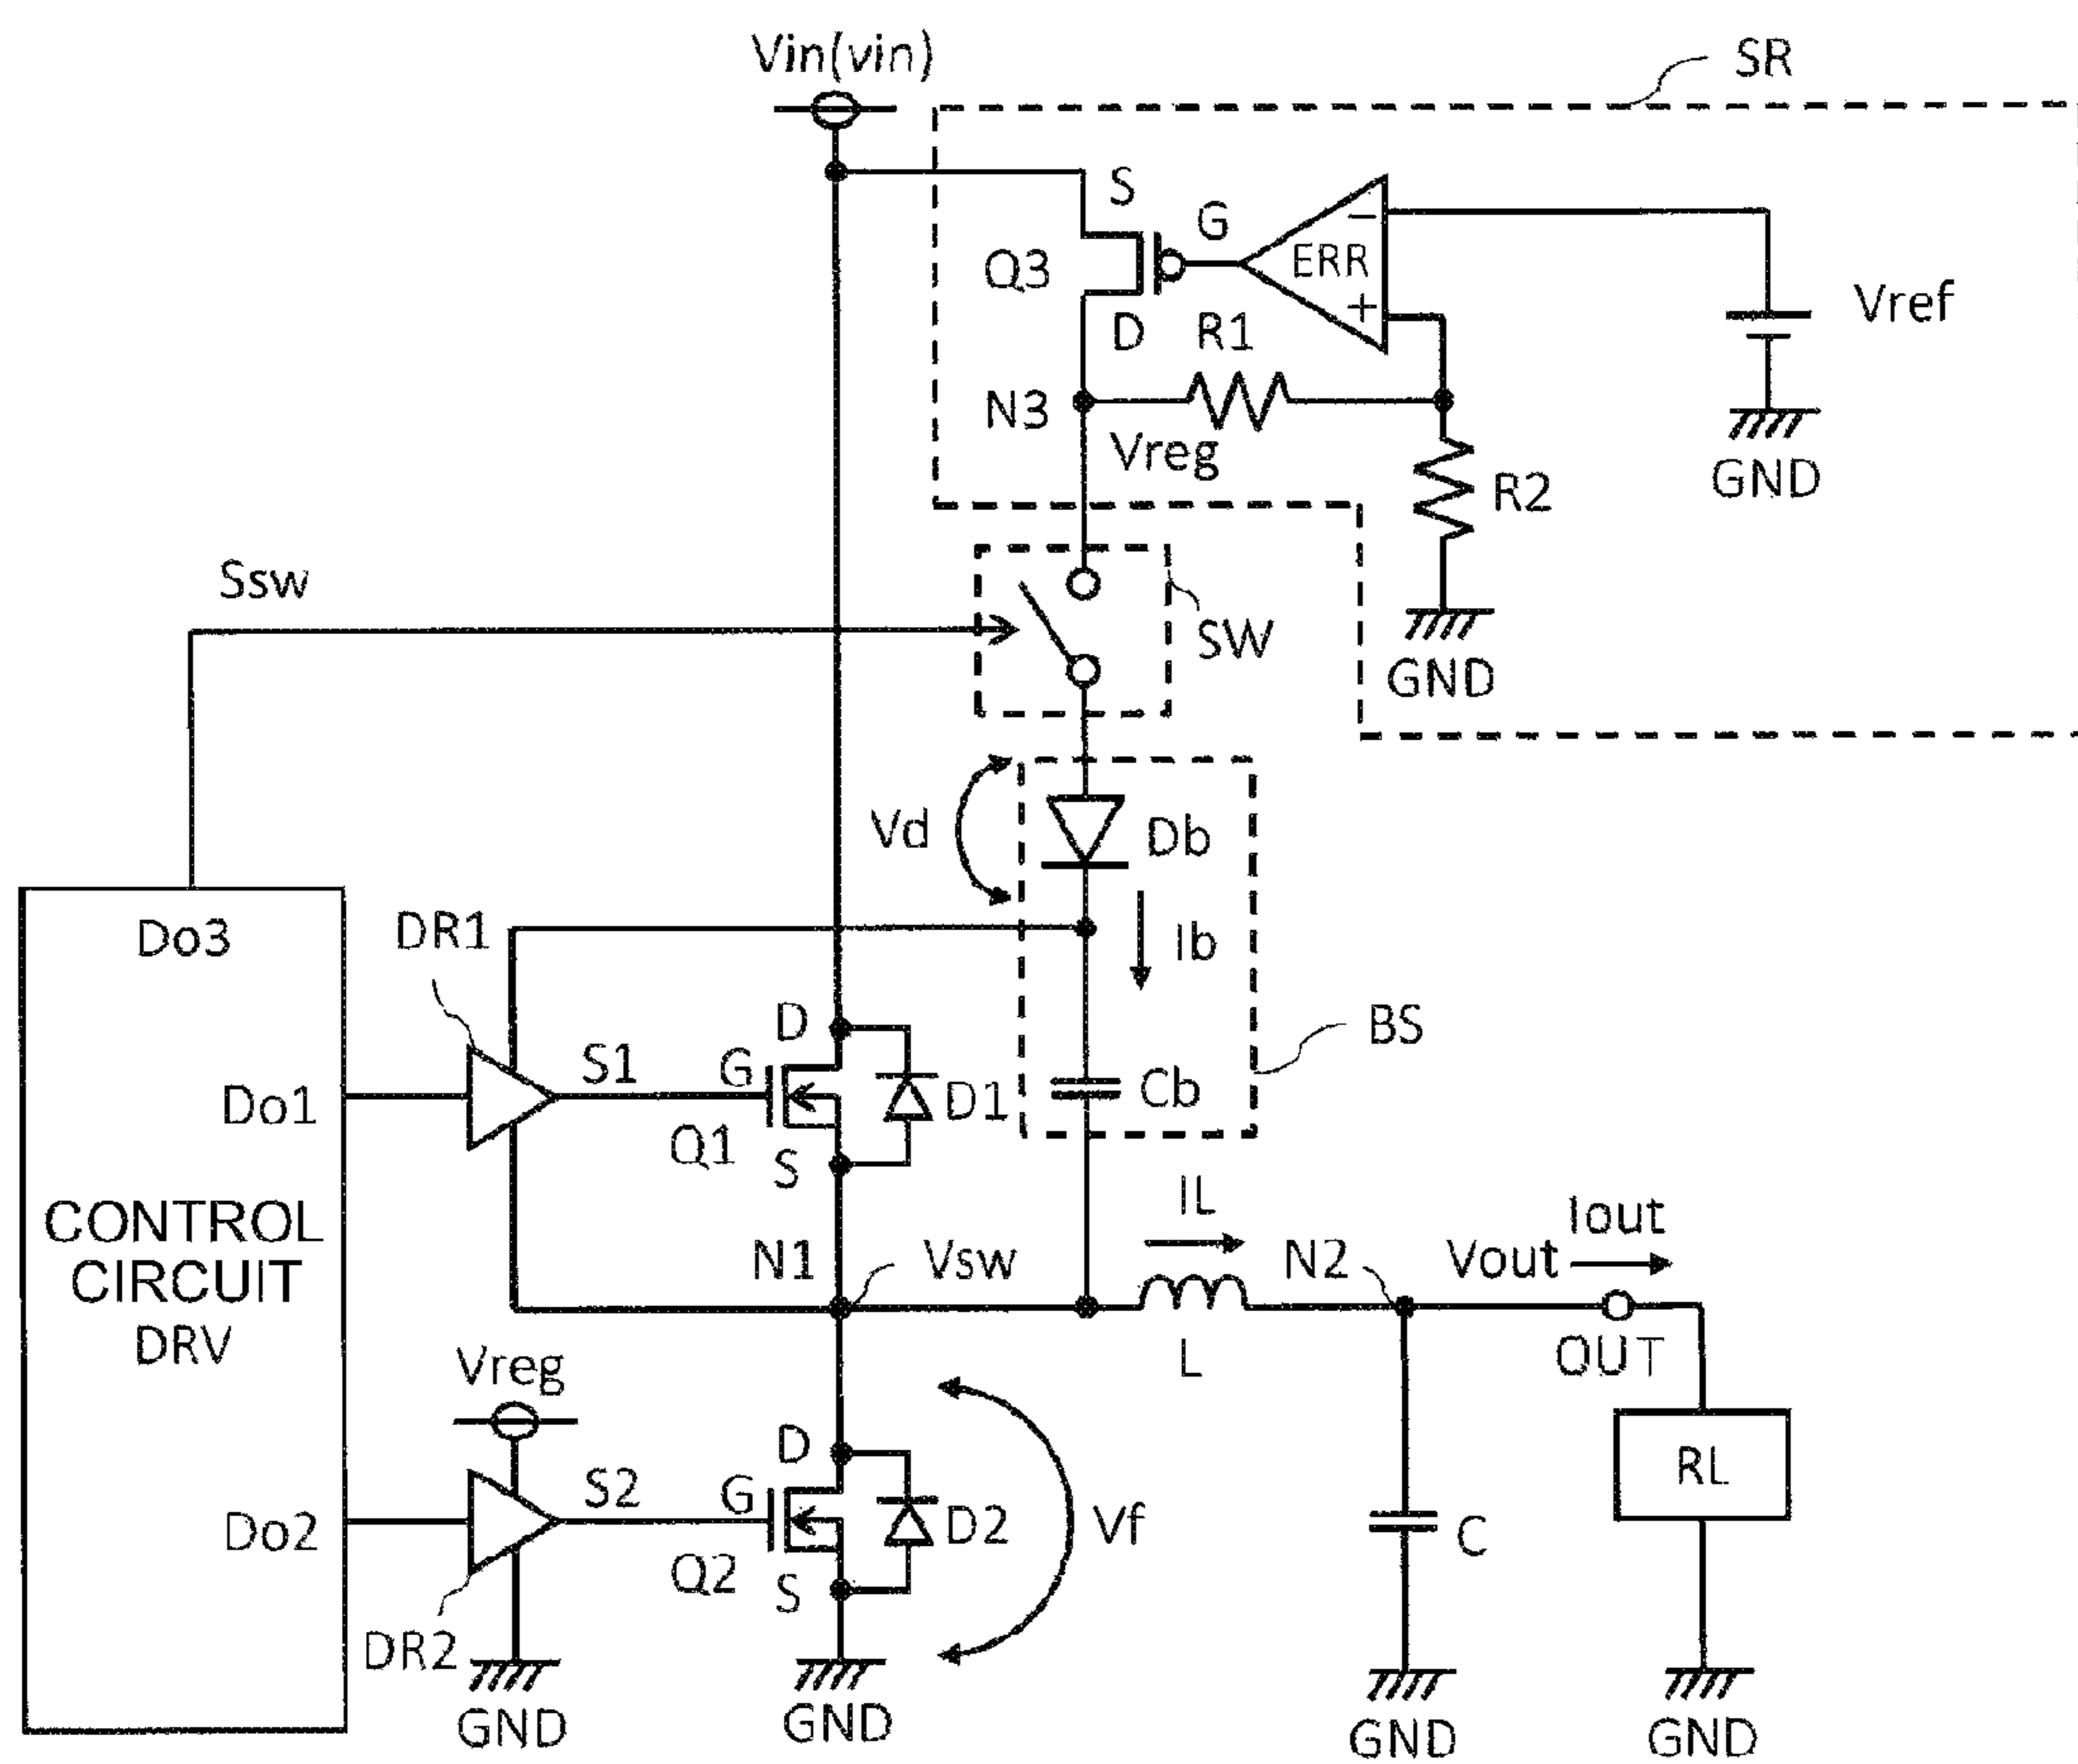 Vin(vin)
SR
S
G
−
ERR
+
Q3
Vref
D
R1
N3
Vreg
GND
R2
Ssw
SW
GND
Vd
Db
Do3
DR1
Ib
BS
D
S1
G
Cb
Do1
D1
Q1
S
IL
Iout
CONTROL
CIRCUIT
DRV
N1
Vsw
N2
Vout
L
OUT
Vreg
D
RL
S2
G
Do2
D2
Vf
C
Q2
S
DR2
GND
GND
GND
GND